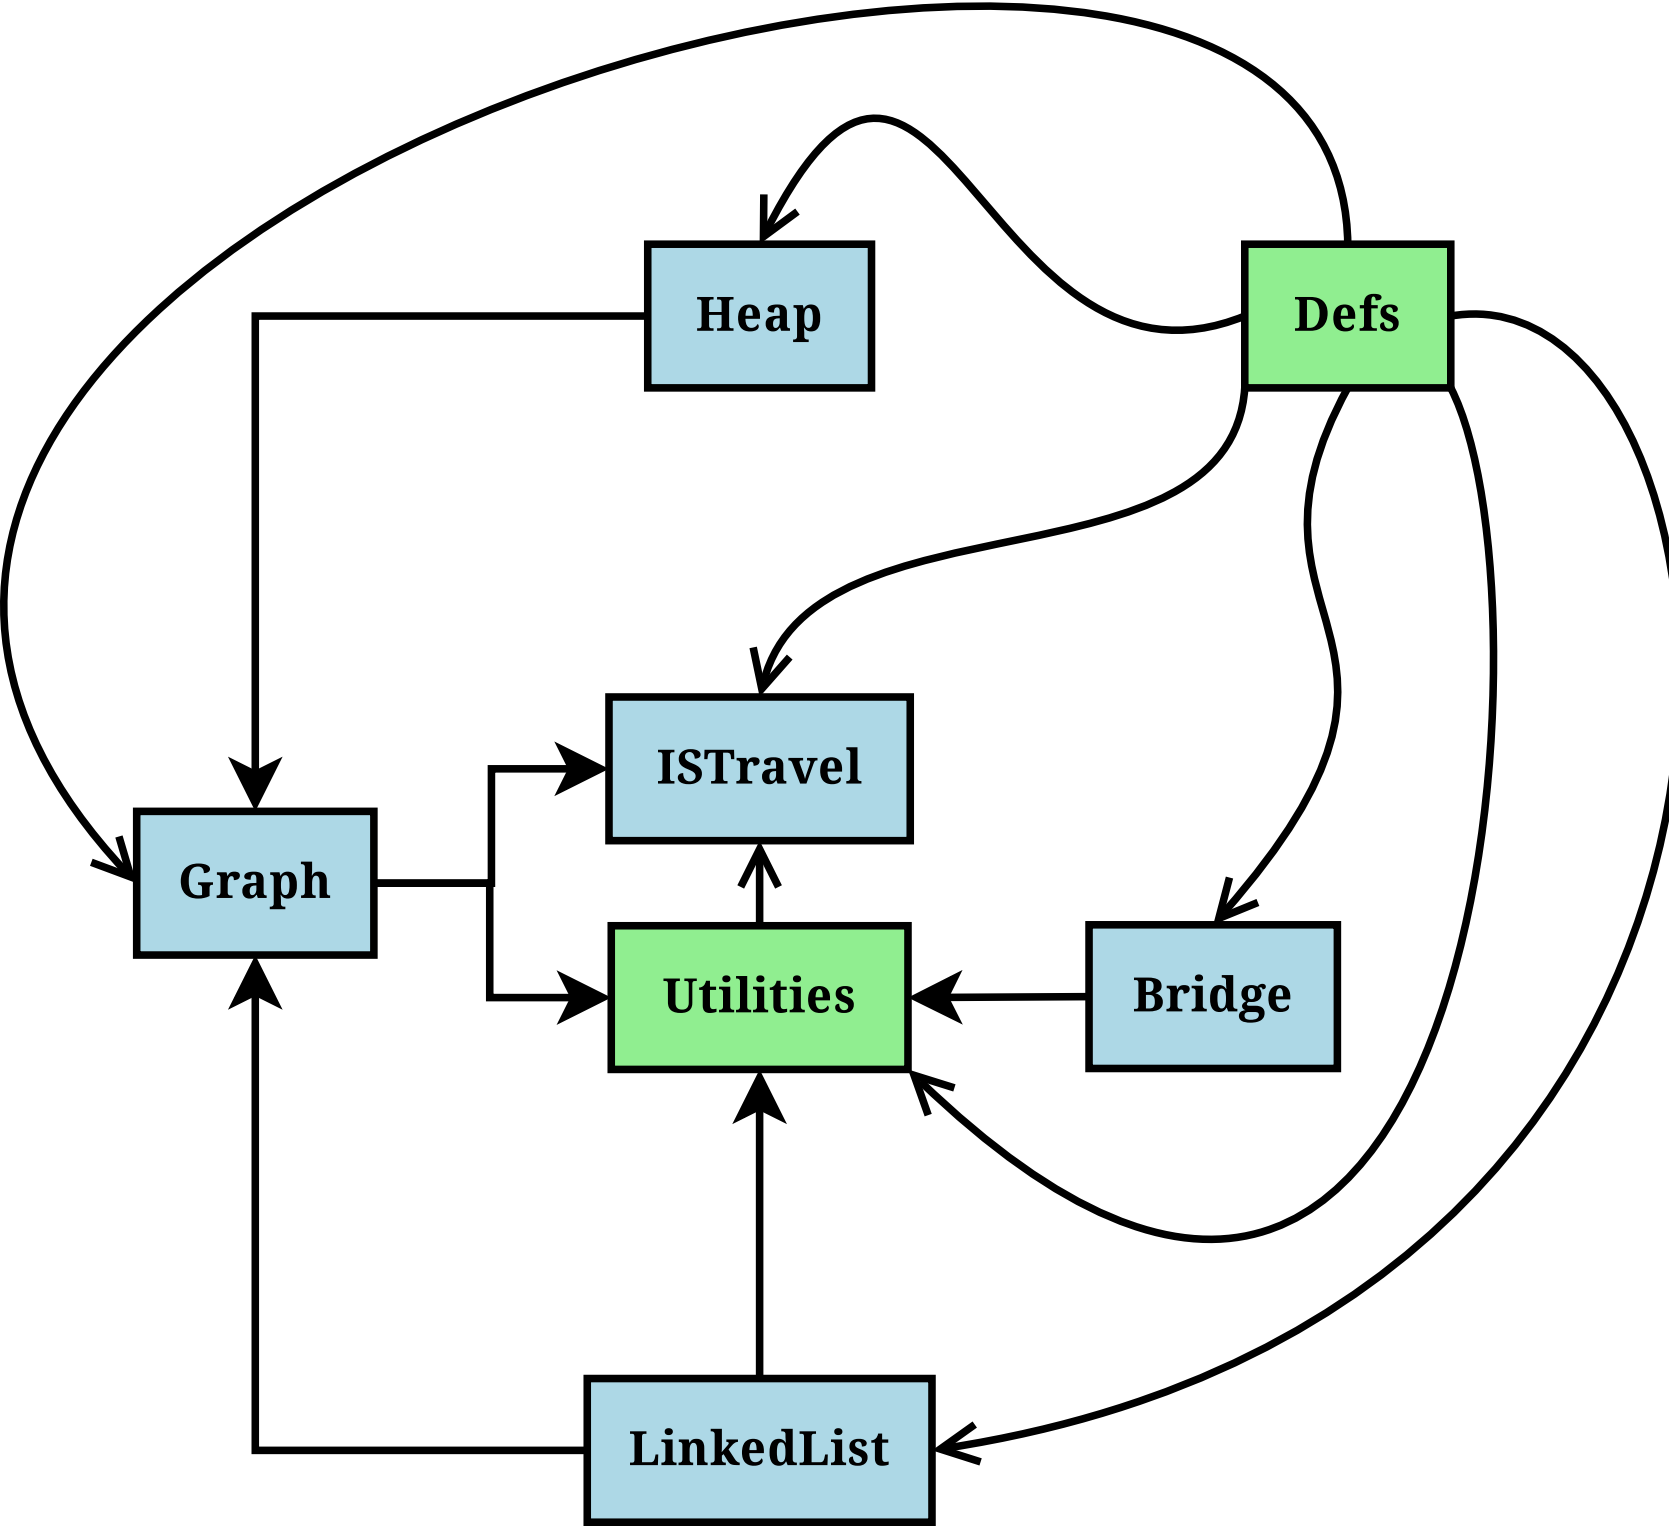 Heap
Defs
ISTravel
Graph
Utilities
Bridge
LinkedList